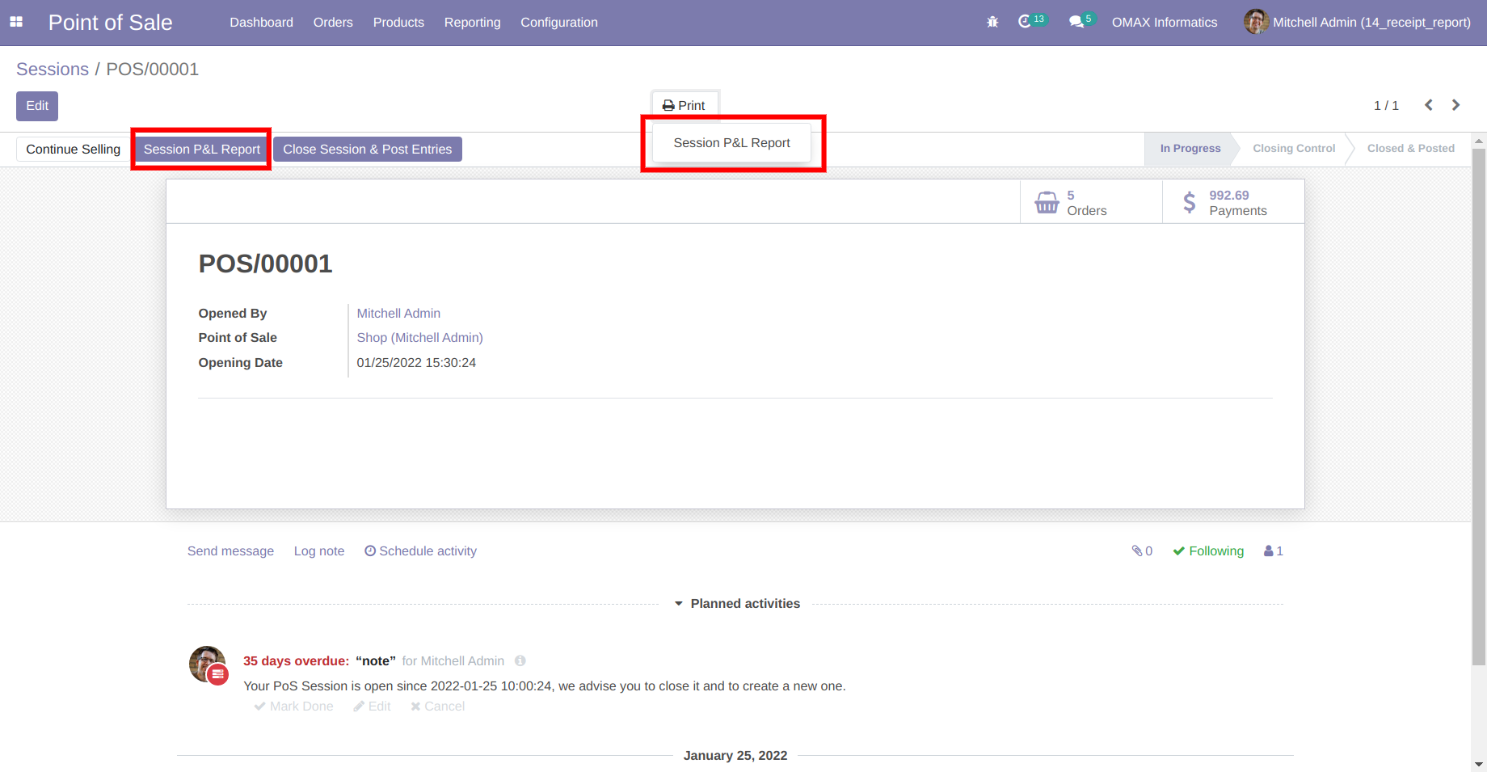 Point of Sale Dashboard Orders Products Reporting Configuration 13 5 OMAX Informatics Mitchell Admin (14_receipt_report)
Sessions / POS/00001
Edit Print 1 / 1
Continue Selling Session P&L Report Close Session & Post Entries Session P&L Report In Progress Closing Control Closed & Posted
5 Orders 992.69 Payments
POS/00001
Opened By Mitchell Admin
Point of Sale Shop (Mitchell Admin)
Opening Date 01/25/2022 15:30:24
Send message Log note Schedule activity 0 Following 1
Planned activities
35 days overdue: “note” for Mitchell Admin
Your PoS Session is open since 2022-01-25 10:00:24, we advise you to close it and to create a new one.
Mark Done Edit Cancel
January 25, 2022